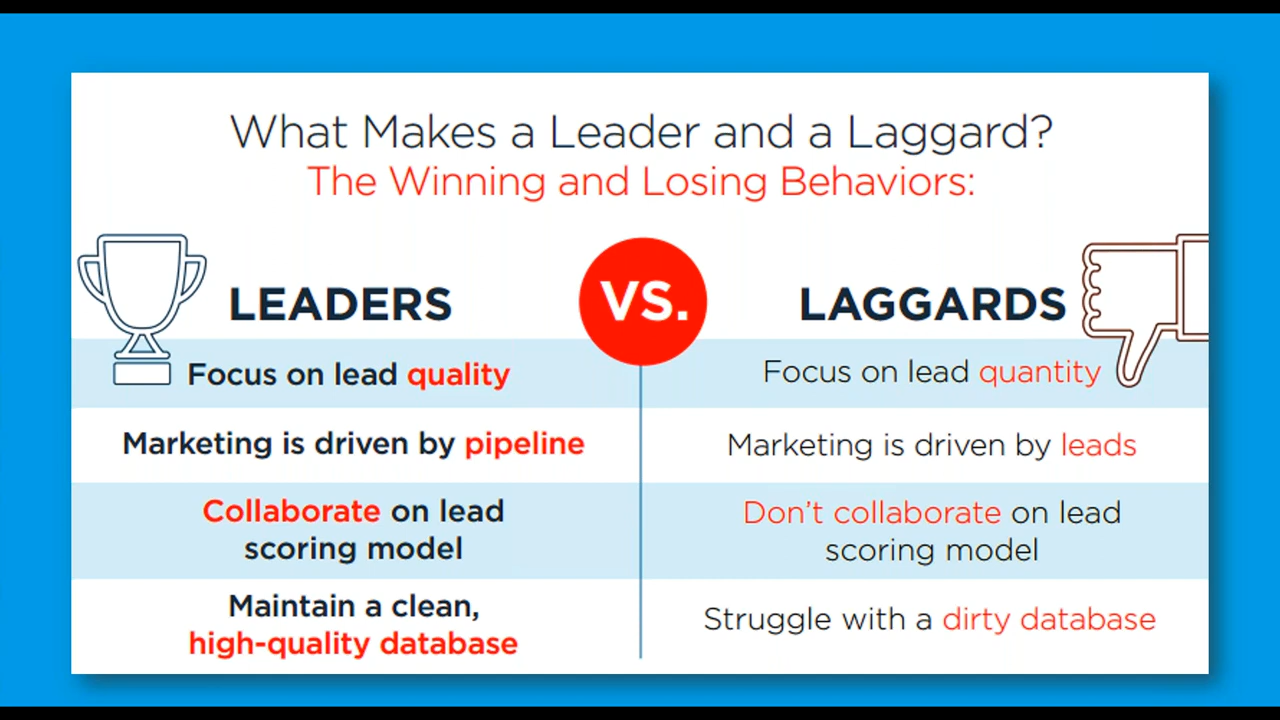 What Makes a Leader and a Laggard?
The Winning and Losing Behaviors:
LEADERS
VS.
LAGGARDS
Focus on lead quality
Focus on lead quantity
Marketing is driven by pipeline
Marketing is driven by leads
Collaborate on lead
scoring model
Don't collaborate on lead
scoring model
Maintain a clean,
high-quality database
Struggle with a dirty database